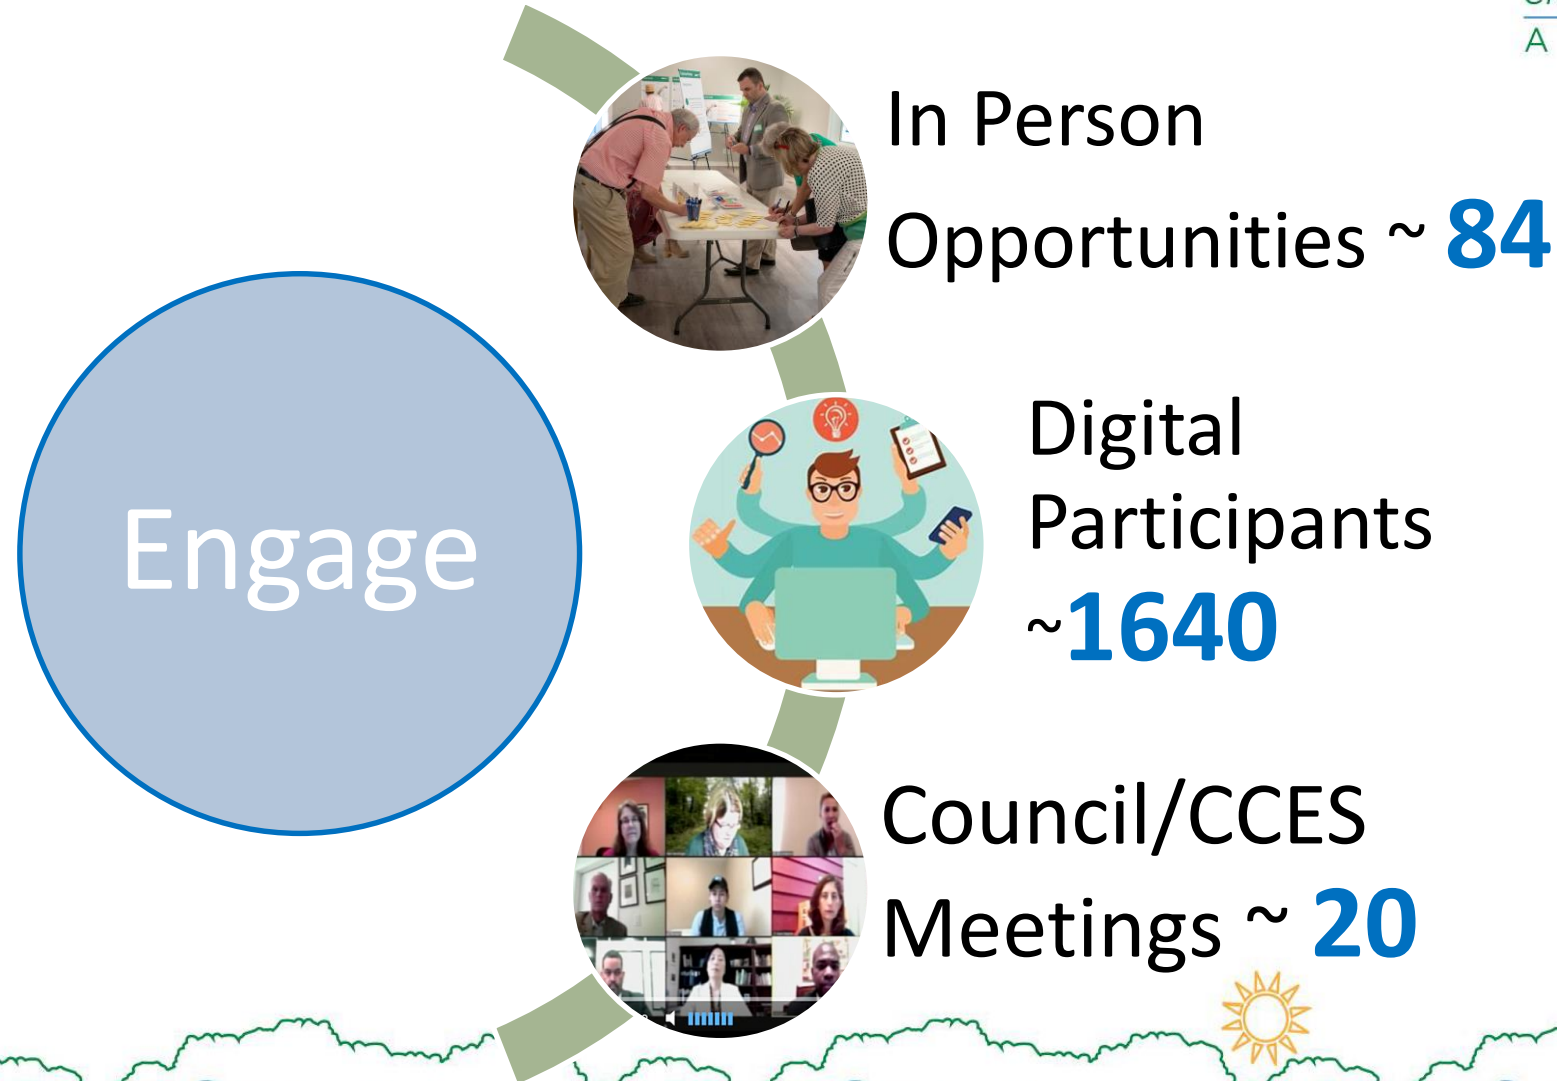 A
In Person
Opportunities ~ 84
Engage
Digital
Participants
~1640
Council/CCES
Meetings ~ 20